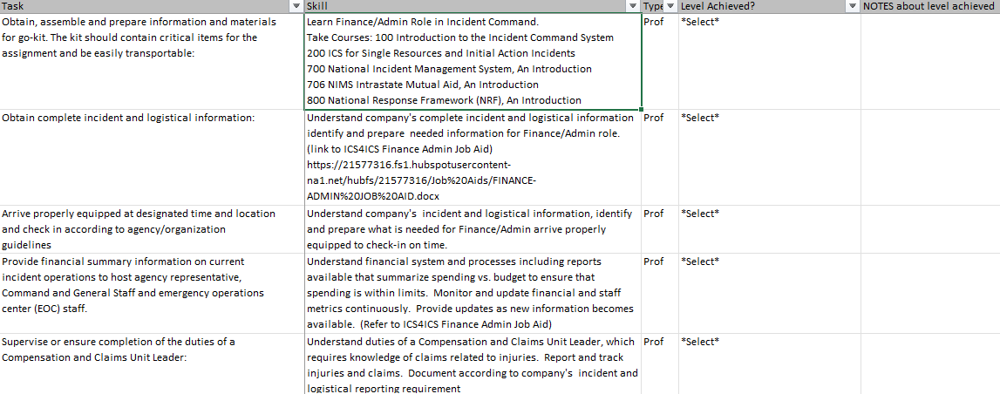 Task Skill Type Level Achieved? NOTES about level achieved
Obtain, assemble and prepare information and materials
for go-kit. The kit should contain critical items for the
assignment and be easily transportable:
Learn Finance/Admin Role in Incident Command.
Take Courses: 100 Introduction to the Incident Command System
200 ICS for Single Resources and Initial Action Incidents
700 National Incident Management System, An Introduction
706 NIMS Intrastate Mutual Aid, An Introduction
800 National Response Framework (NRF), An Introduction
Prof
*Select*
Obtain complete incident and logistical information:
Understand company's complete incident and logistical information
identify and prepare  needed information for Finance/Admin role.
(link to ICS4ICS Finance Admin Job Aid)
https://21577316.fs1.hubspotusercontent-
na1.net/hubfs/21577316/Job%20Aids/FINANCE-
ADMIN%20JOB%20AID.docx
Prof
*Select*
Arrive properly equipped at designated time and location
and check in according to agency/organization
guidelines
Understand company's  incident and logistical information, identify
and prepare what is needed for Finance/Admin arrive properly
equipped to check-in on time.
Prof
*Select*
Provide financial summary information on current
incident operations to host agency representative,
Command and General Staff and emergency operations
center (EOC) staff.
Understand financial system and processes including reports
available that summarize spending vs. budget to ensure that
spending is within limits.  Monitor and update financial and staff
metrics continuously.  Provide updates as new information becomes
available.  (Refer to ICS4ICS Finance Admin Job Aid)
Prof
*Select*
Supervise or ensure completion of the duties of a
Compensation and Claims Unit Leader:
Understand duties of a Compensation and Claims Unit Leader, which
requires knowledge of claims related to injuries.  Report and track
injuries and claims.  Document according to company's  incident and
logistical reporting requirement
Prof
*Select*